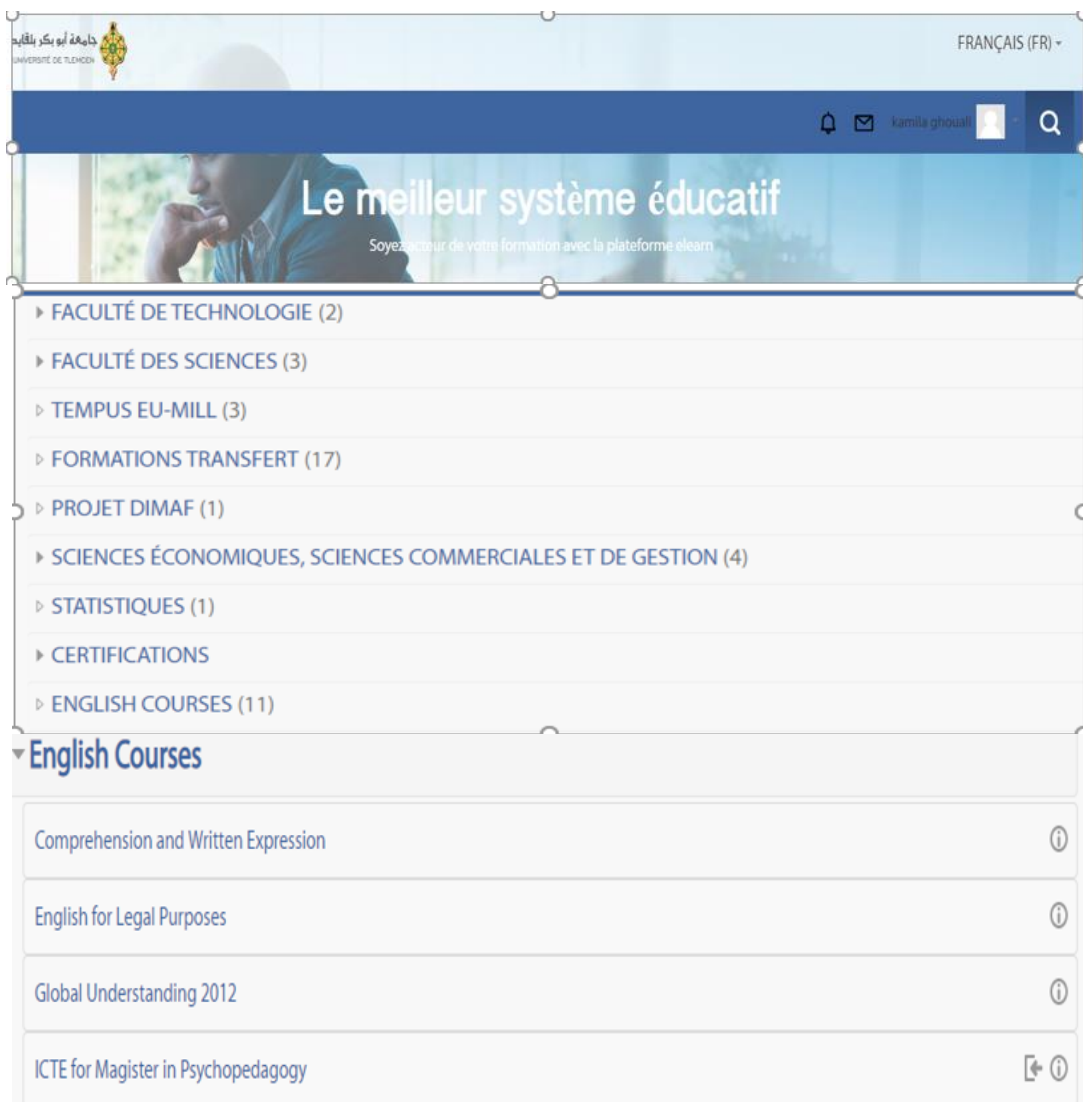 جامعة أبو بكر بلقايد
UNIVERSITÉ DE TLEMCEN
FRANÇAIS (FR)
kamila ghouali
Le meilleur système éducatif
Soyez acteur de votre formation avec la plateforme elearn
FACULTÉ DE TECHNOLOGIE (2)
FACULTÉ DES SCIENCES (3)
TEMPUS EU-MILL (3)
FORMATIONS TRANSFERT (17)
PROJET DIMAF (1)
SCIENCES ÉCONOMIQUES, SCIENCES COMMERCIALES ET DE GESTION (4)
STATISTIQUES (1)
CERTIFICATIONS
ENGLISH COURSES (11)
English Courses
Comprehension and Written Expression
English for Legal Purposes
Global Understanding 2012
ICTE for Magister in Psychopedagogy